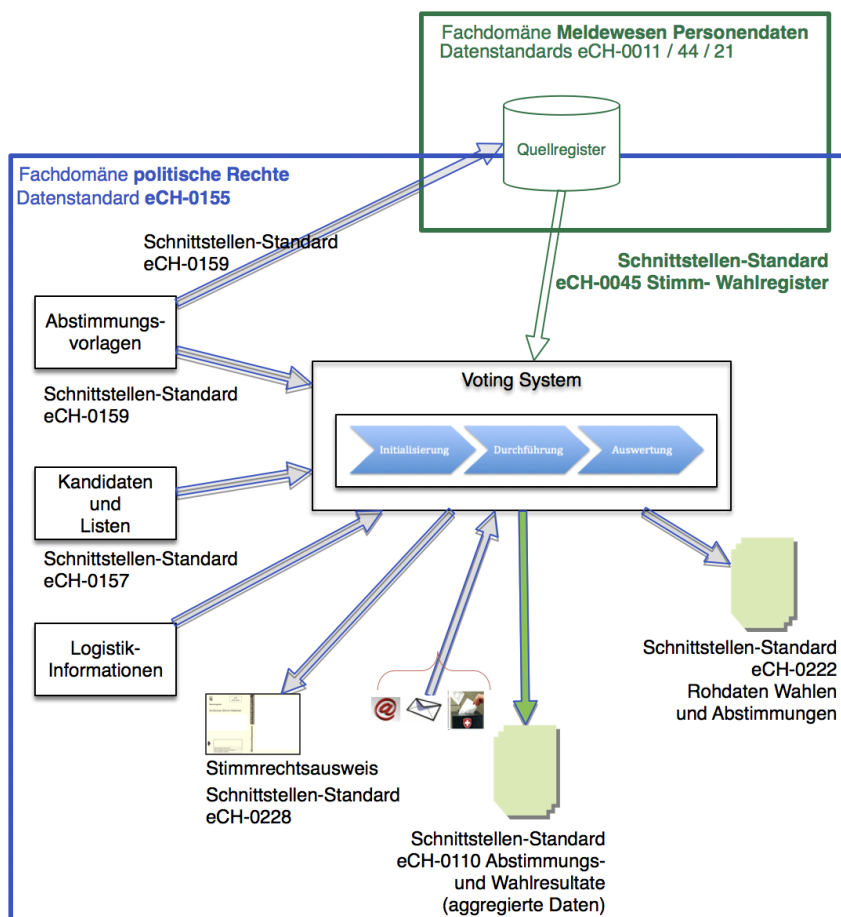 Fachdomäne Meldewesen Personendaten
Datenstandards eCH-0011 / 44 / 21
Quellregister
Fachdomäne politische Rechte
Datenstandard eCH-0155
Schnittstellen-Standard
eCH-0159
Schnittstellen-Standard
eCH-0045 Stimm- Wahlregister
Abstimmungs-
vorlagen
Schnittstellen-Standard
eCH-0159
Voting System
Initialisierung
Durchführung
Auswertung
Kandidaten
und
Listen
Schnittstellen-Standard
eCH-0157
Logistik-
Informationen
@
Stimmrechtsausweis
Schnittstellen-Standard
eCH-0228
Schnittstellen-Standard
eCH-0110 Abstimmungs-
und Wahlresultate
(aggregierte Daten)
Schnittstellen-Standard
eCH-0222
Rohdaten Wahlen
und Abstimmungen